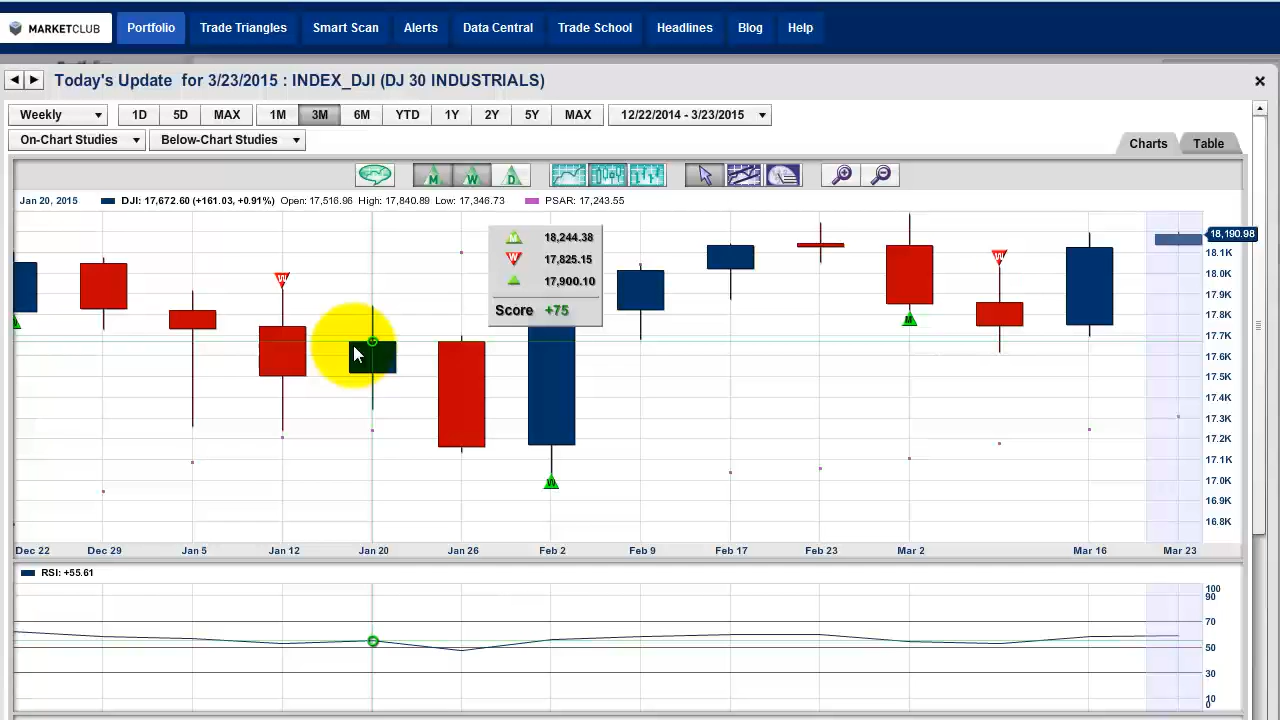 MARKETCLUB Portfolio Trade Triangles Smart Scan Alerts Data Central Trade School Headlines Blog Help
Today's Update for 3/23/2015 : INDEX_DJI (DJ 30 INDUSTRIALS)
Weekly 1D 5D MAX 1M 3M 6M YTD 1Y 2Y 5Y MAX 12/22/2014 - 3/23/2015
On-Chart Studies Below-Chart Studies Charts Table
M W D
Jan 20, 2015 DJI: 17,672.60 (+161.03, +0.91%) Open: 17,516.96 High: 17,840.89 Low: 17,346.73 PSAR: 17,243.55
M 18,244.38
W 17,825.15
17,900.10
Score +75
18,190.98
18.1K
18.0K
17.9K
17.8K
17.7K
17.6K
17.5K
17.4K
17.3K
17.2K
17.1K
17.0K
16.9K
16.8K
W
W
W
M
Dec 22 Dec 29 Jan 5 Jan 12 Jan 20 Jan 26 Feb 2 Feb 9 Feb 17 Feb 23 Mar 2 Mar 16 Mar 23
RSI: +55.61
100
90
70
50
30
10
0